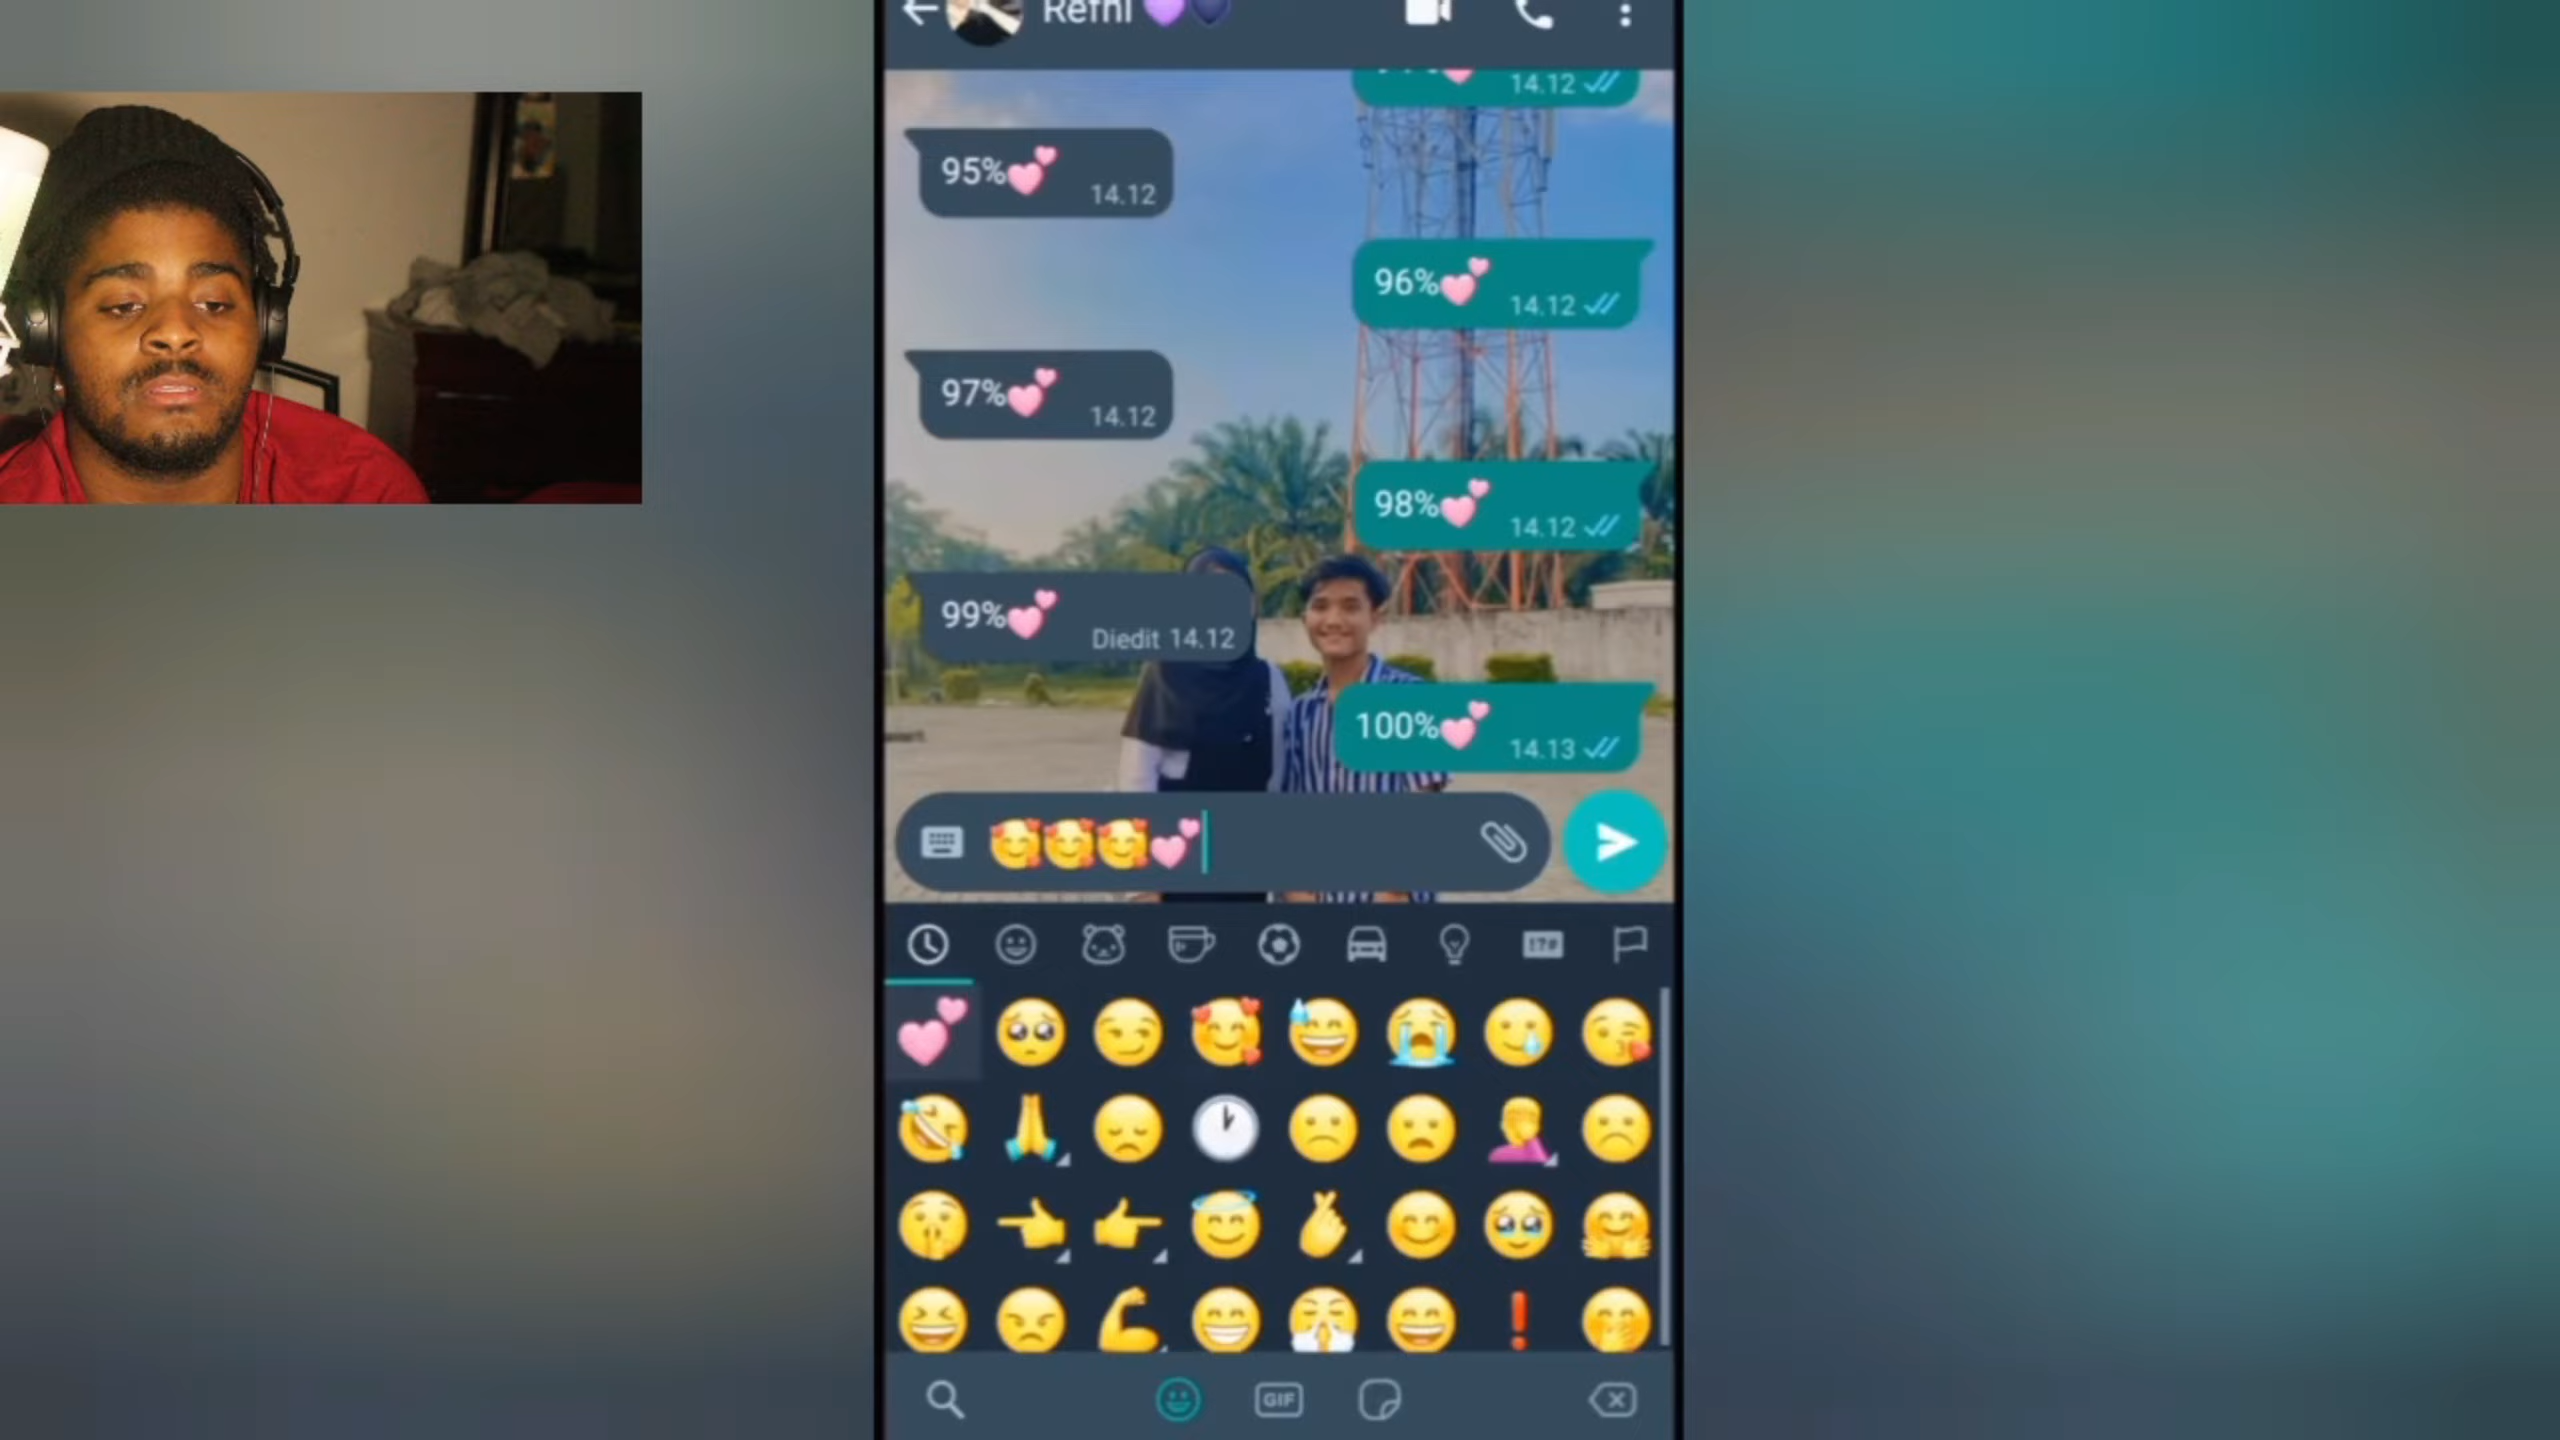 Refni 💜💙
14.12
95%💕 14.12
96%💕 14.12
97%💕 14.12
98%💕 14.12
99%💕 Diedit 14.12
100%💕 14.13
🥰🥰🥰💕
!?#
GIF